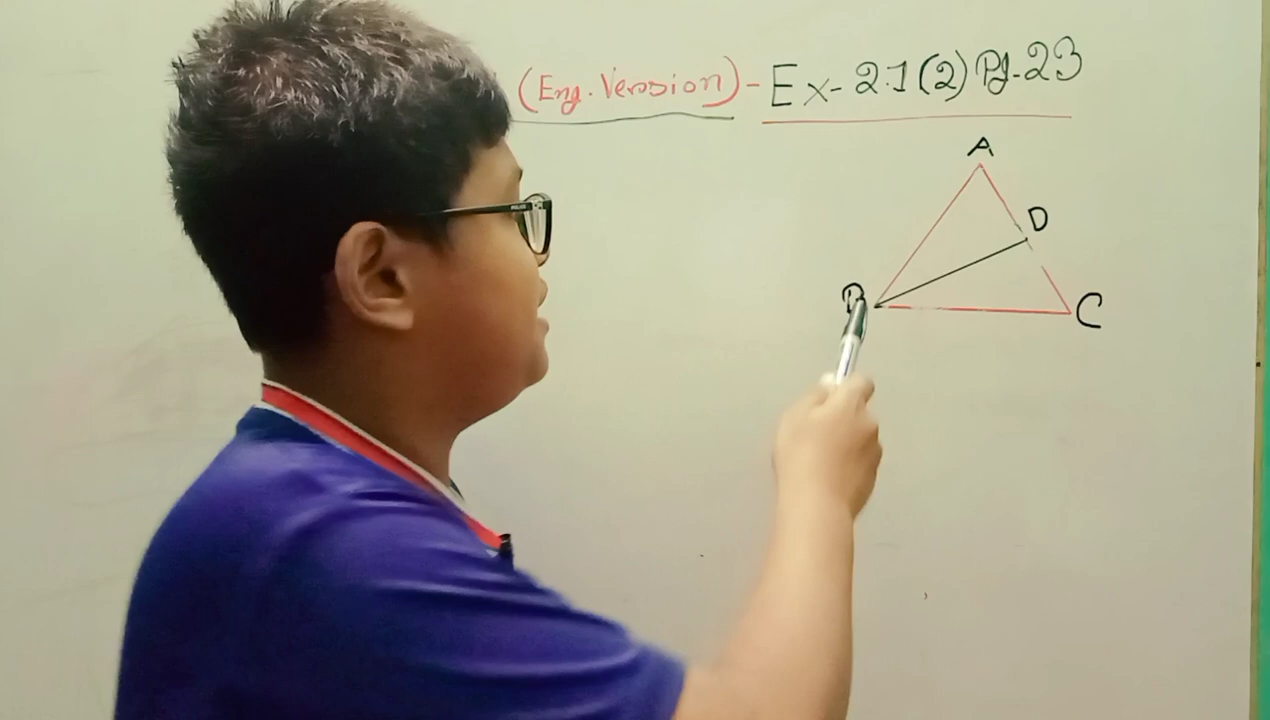 (Eng. Version) - Ex-2.1(2) Pg.23
A
D
B
C